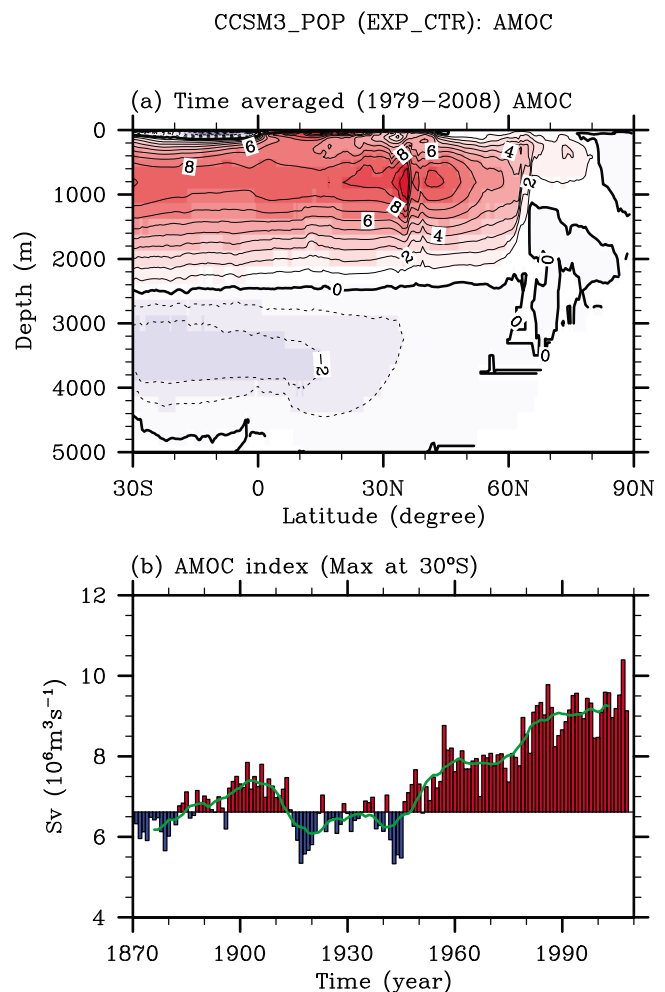 CCSM3_POP (EXP_CTR): AMOC
(a) Time averaged (1979−2008) AMOC
0
1000
2000
3000
4000
5000
Depth (m)
8
6
8
6
4
2
8
6
4
2
0
0
0
0
−2
30S 0 30N 60N 90N
Latitude (degree)
(b) AMOC index (Max at 30°S)
12
10
8
6
4
Sv (10⁶m³s⁻¹)
1870 1900 1930 1960 1990
Time (year)